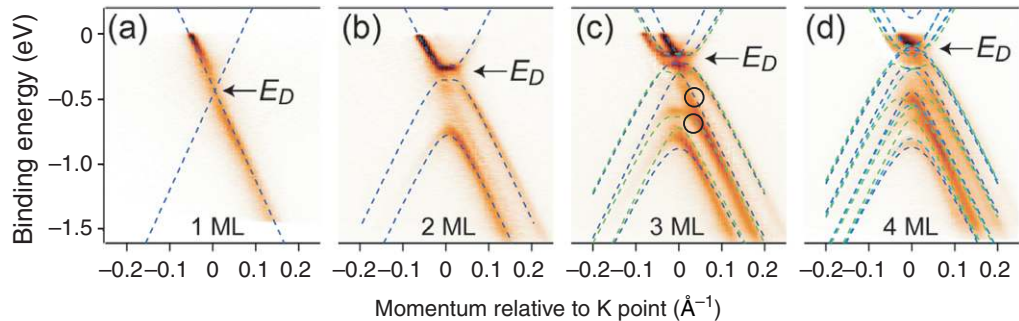 (a)
(b)
(c)
(d)
Binding energy (eV)
0
−0.5
−1.0
−1.5
E_D
E_D
E_D
E_D
1 ML
2 ML
3 ML
4 ML
−0.2 −0.1 0 0.1 0.2
−0.2 −0.1 0 0.1 0.2
−0.2 −0.1 0 0.1 0.2
−0.2 −0.1 0 0.1 0.2
Momentum relative to K point (Å⁻¹)